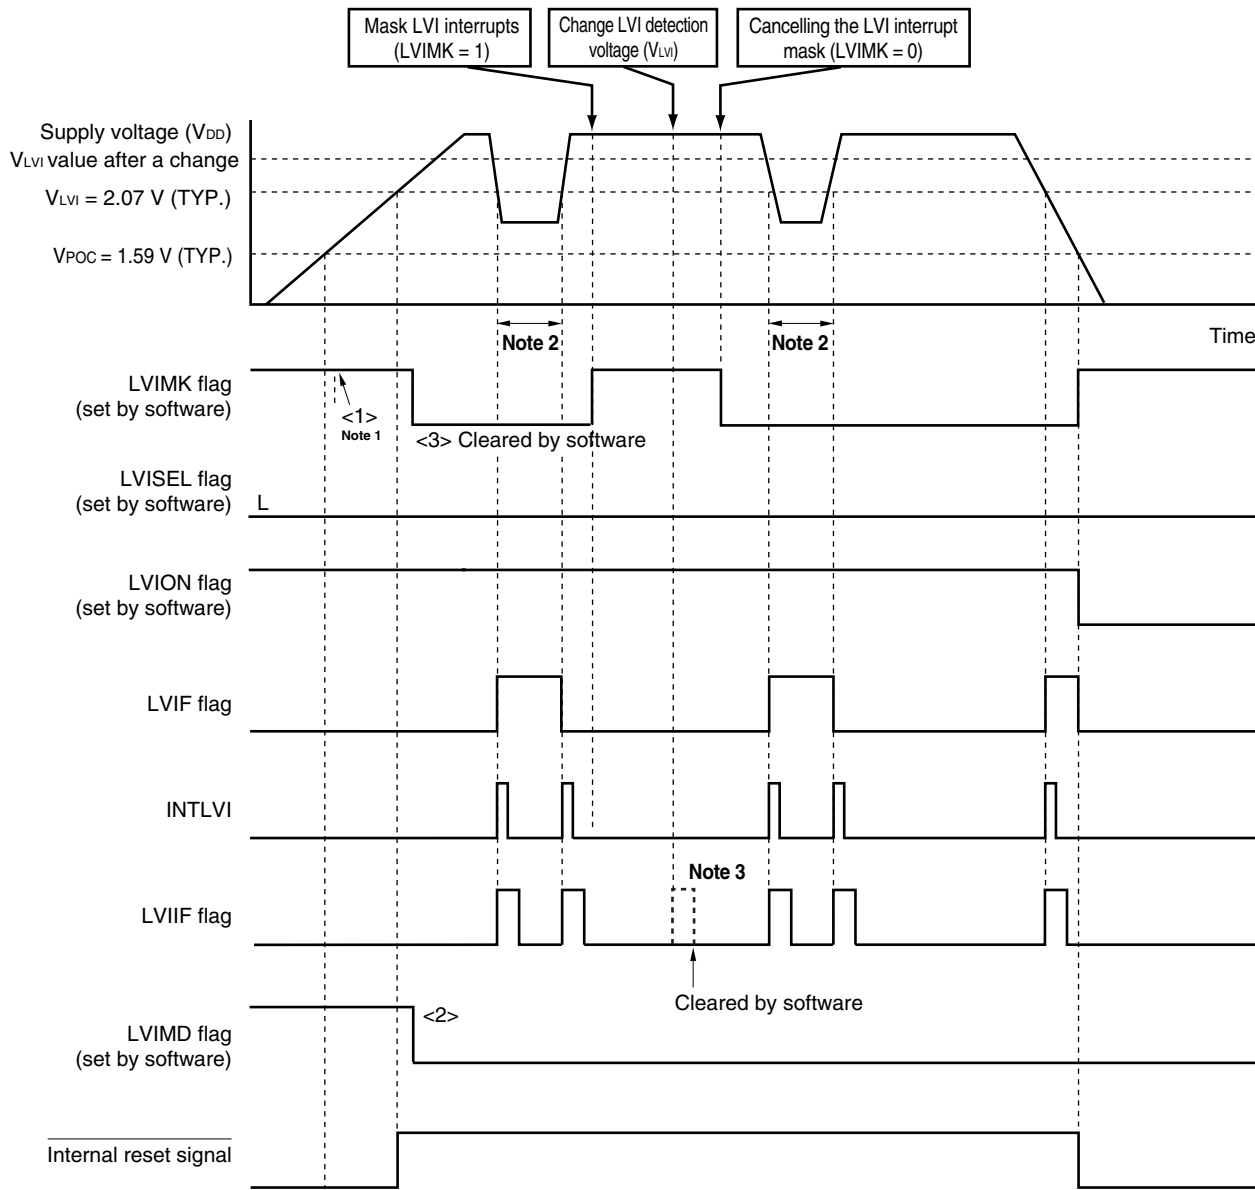 Mask LVI interrupts
(LVIMK = 1)
Change LVI detection
voltage (VLVI)
Cancelling the LVI interrupt
mask (LVIMK = 0)
Supply voltage (VDD)
VLVI value after a change
VLVI = 2.07 V (TYP.)
VPOC = 1.59 V (TYP.)
Time
Note 2
Note 2
LVIMK flag
(set by software)
<1>
Note 1
<3> Cleared by software
LVISEL flag
(set by software)
L
LVION flag
(set by software)
LVIF flag
INTLVI
Note 3
LVIIF flag
Cleared by software
<2>
LVIMD flag
(set by software)
Internal reset signal